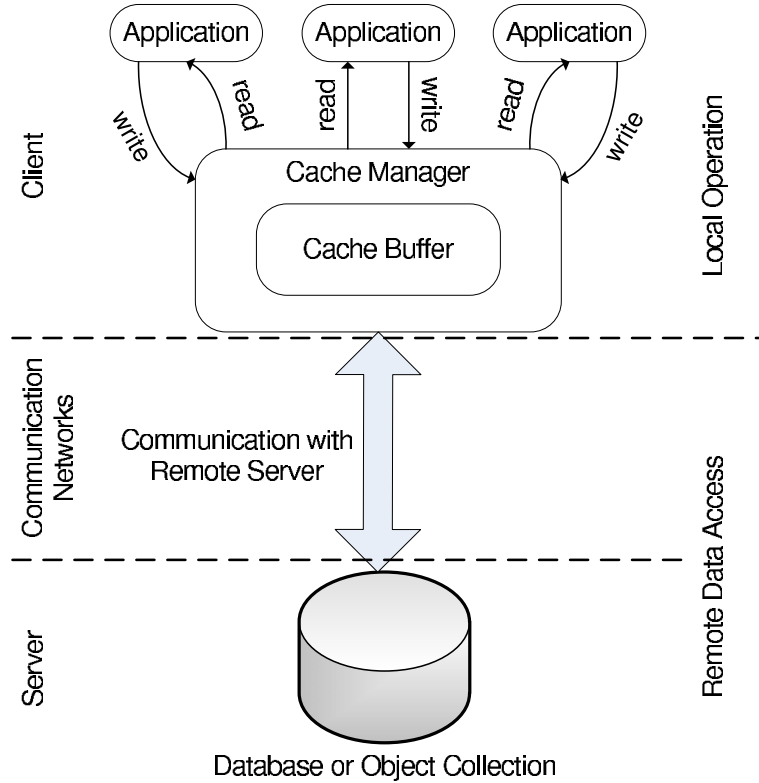 Application
Application
Application
write
read
read
write
read
write
Client
Cache Manager
Cache Buffer
Local Operation
Communication
Networks
Communication with
Remote Server
Remote Data Access
Server
Database or Object Collection